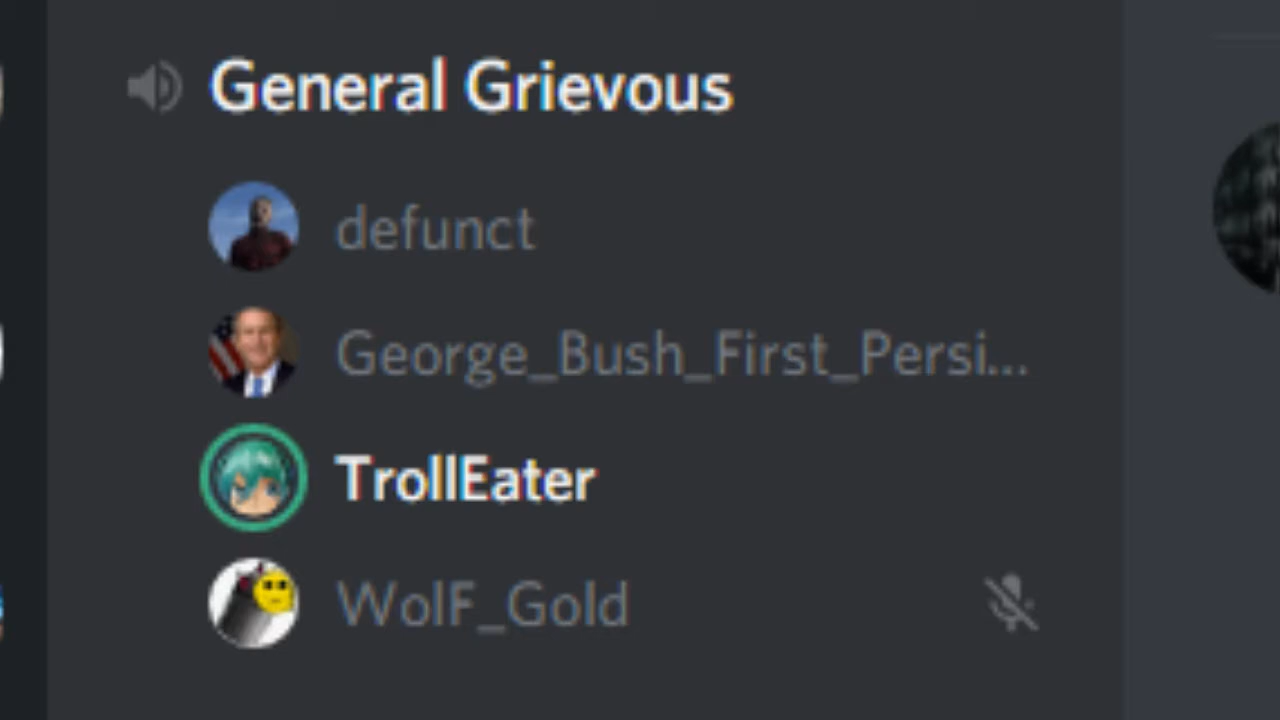 General Grievous
defunct
George_Bush_First_Persi...
TrollEater
WolF_Gold